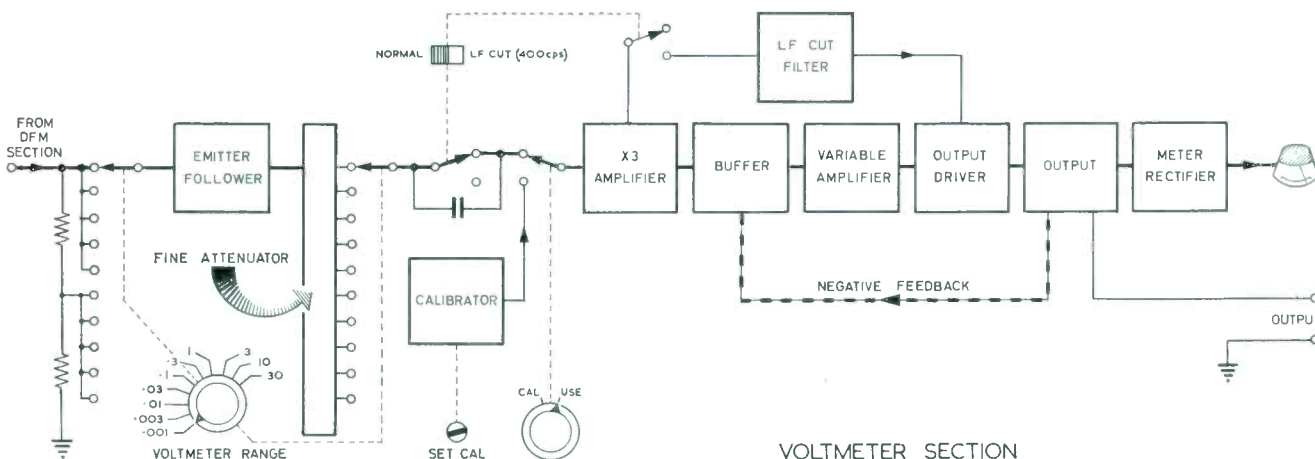 NORMAL
LF CUT (400cps)
LF CUT
FILTER
FROM
DFM
SECTION
EMITTER
FOLLOWER
X3
AMPLIFIER
BUFFER
VARIABLE
AMPLIFIER
OUTPUT
DRIVER
OUTPUT
METER
RECTIFIER
FINE ATTENUATOR
CALIBRATOR
NEGATIVE FEEDBACK
OUTPU
·001
·003
·01
·03
·1
·3
1
3
10
30
CAL
USE
VOLTMETER RANGE
SET CAL
VOLTMETER SECTION